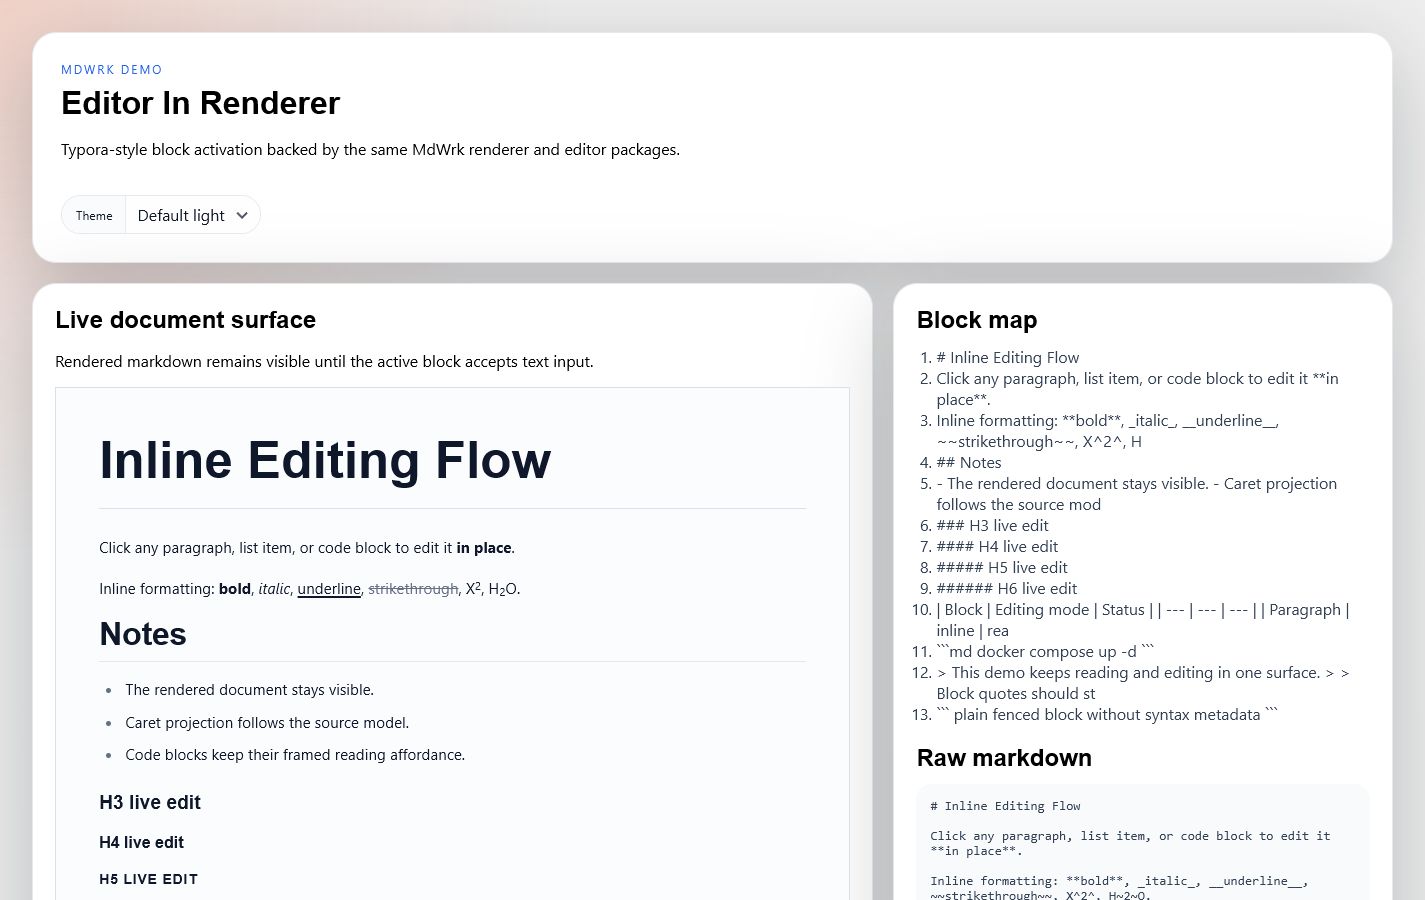 MDWRK DEMO
Editor In Renderer
Typora-style block activation backed by the same MdWrk renderer and editor packages.
Theme
Default light
Live document surface
Rendered markdown remains visible until the active block accepts text input.
Inline Editing Flow
Click any paragraph, list item, or code block to edit it in place.
Inline formatting: bold, italic, underline, strikethrough, X², H₂O.
Notes
• The rendered document stays visible.
• Caret projection follows the source model.
• Code blocks keep their framed reading affordance.
H3 live edit
H4 live edit
H5 LIVE EDIT
Block map
1. # Inline Editing Flow
2. Click any paragraph, list item, or code block to edit it **in
place**.
3. Inline formatting: **bold**, _italic_, __underline__,
~~strikethrough~~, X^2^, H
4. ## Notes
5. - The rendered document stays visible. - Caret projection
follows the source mod
6. ### H3 live edit
7. #### H4 live edit
8. ##### H5 live edit
9. ###### H6 live edit
10. | Block | Editing mode | Status | | --- | --- | --- | | Paragraph |
inline | rea
11. ```md docker compose up -d ```
12. > This demo keeps reading and editing in one surface. > >
Block quotes should st
13. ``` plain fenced block without syntax metadata ```
Raw markdown
# Inline Editing Flow
Click any paragraph, list item, or code block to edit it
**in place**.
Inline formatting: **bold**, _italic_, __underline__,
~~strikethrough~~, X^2^, H~2~O.